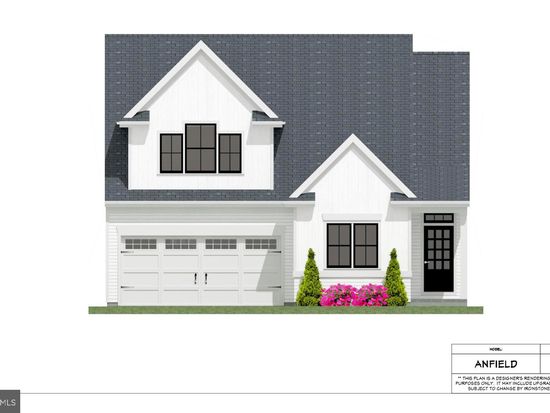 MODEL:
ANFIELD
** THIS PLAN IS A DESIGNER'S RENDERING
PURPOSES ONLY. IT MAY INCLUDE UPGRA
SUBJECT TO CHANGE BY IRONSTONE
MLS